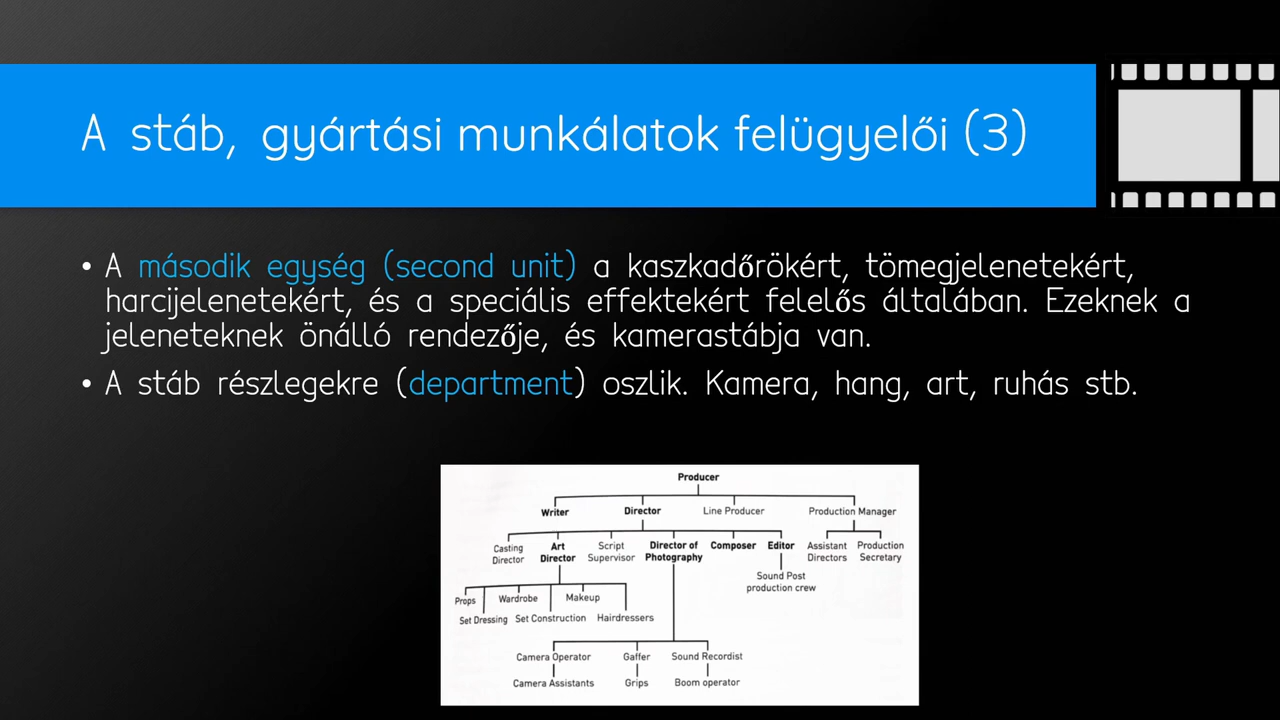 A stáb, gyártási munkálatok felügyelői (3)
• A második egység (second unit) a kaszkadőrökért, tömegjelenetekért,
harcijelenetekért, és a speciális effektekért felelős általában. Ezeknek a
jeleneteknek önálló rendezője, és kamerastábja van.
• A stáb részlegekre (department) oszlik. Kamera, hang, art, ruhás stb.
Producer
Writer Director Line Producer Production Manager
Casting Director
Art Director
Script Supervisor
Director of Photography
Composer
Editor
Assistant Directors
Production Secretary
Sound Post production crew
Props Wardrobe Makeup
Set Dressing Set Construction Hairdressers
Camera Operator Gaffer Sound Recordist
Camera Assistants Grips Boom operator